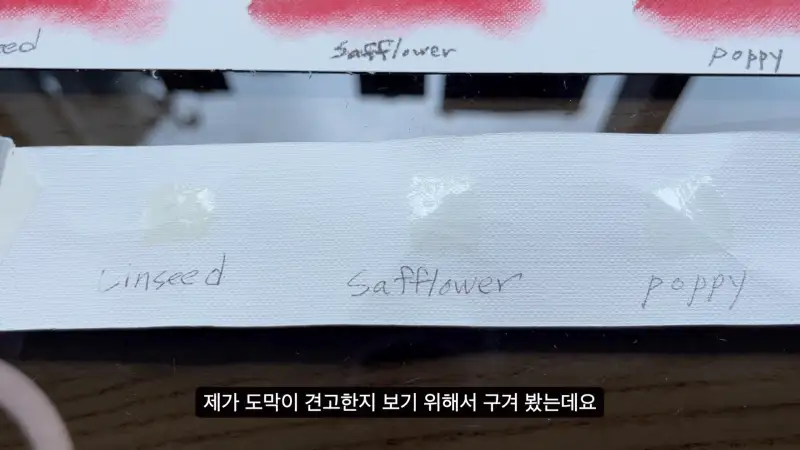 safflower
poppy
Linseed
safflower
poppy
제가 도막이 견고한지 보기 위해서 구겨 봤는데요